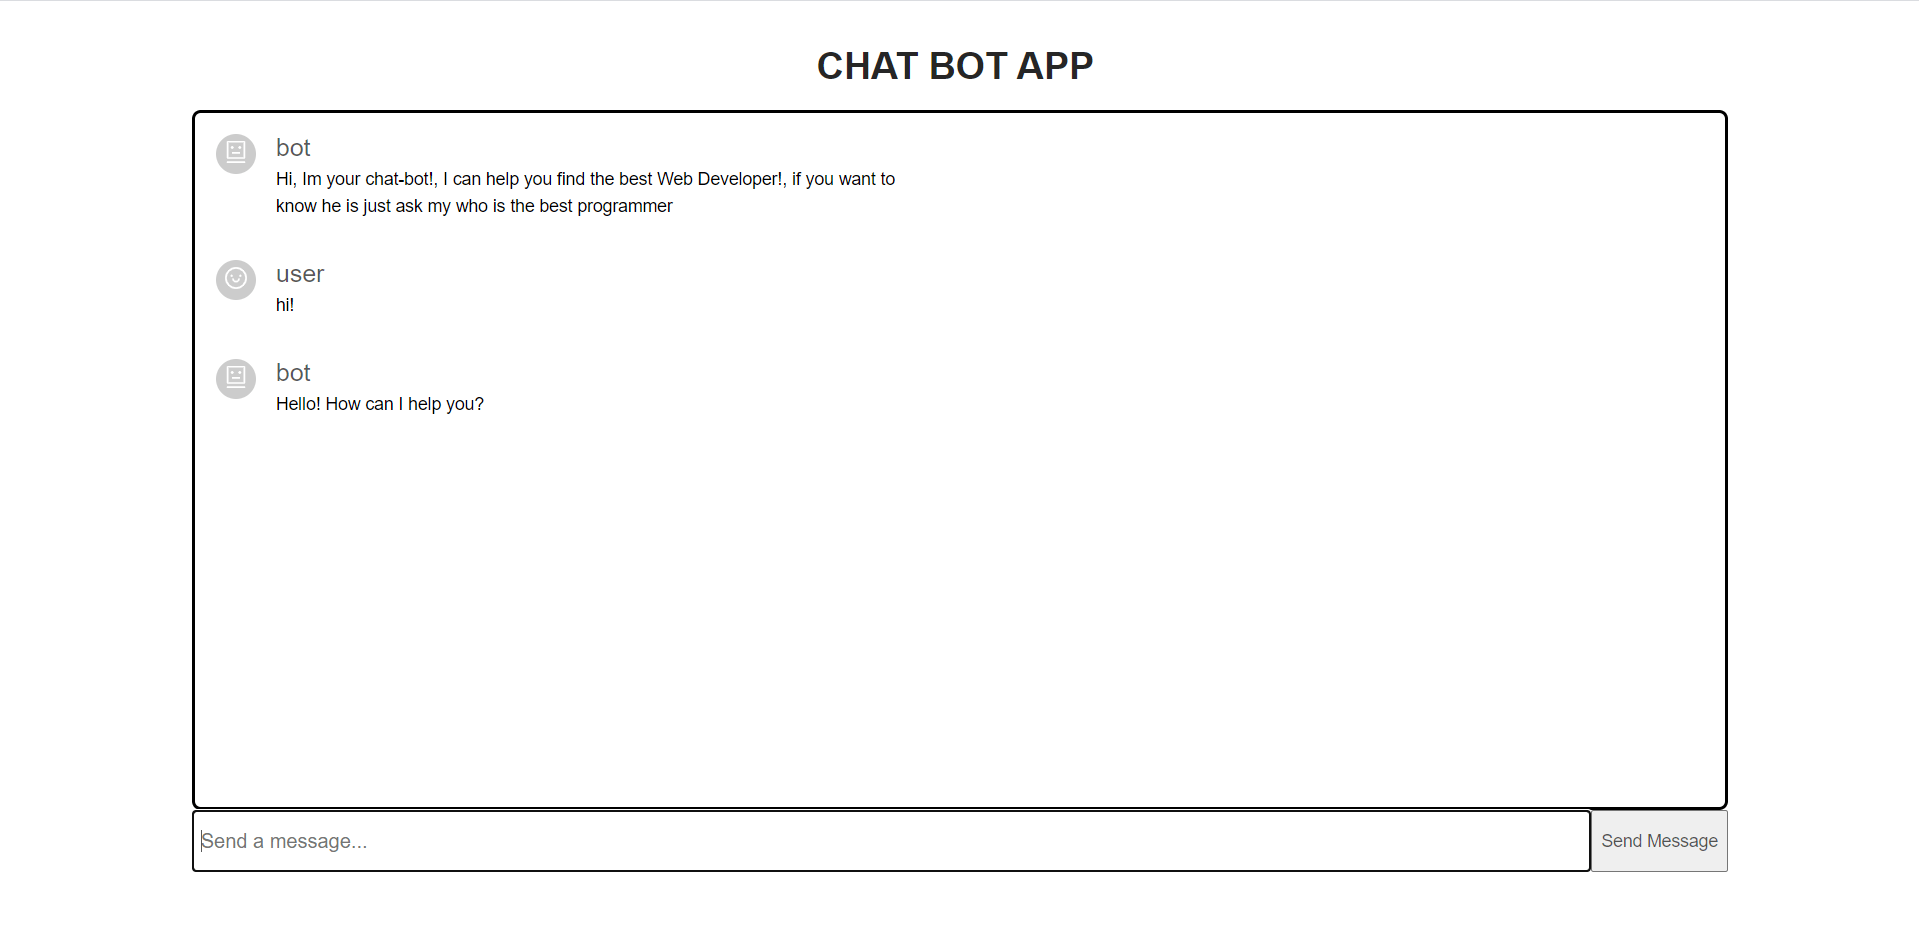 CHAT BOT APP
bot
Hi, Im your chat-bot!, I can help you find the best Web Developer!, if you want to
know he is just ask my who is the best programmer
user
hi!
bot
Hello! How can I help you?
Send a message...
Send Message